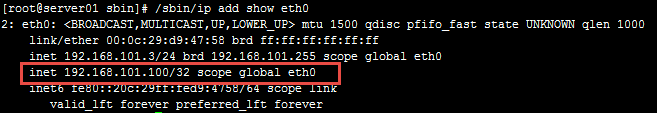 [root@server01 sbin]# /sbin/ip add show eth0
2: eth0: <BROADCAST,MULTICAST,UP,LOWER_UP> mtu 1500 qdisc pfifo_fast state UNKNOWN qlen 1000
link/ether 00:0c:29:d9:47:58 brd ff:ff:ff:ff:ff:ff
inet 192.168.101.3/24 brd 192.168.101.255 scope global eth0
inet 192.168.101.100/32 scope global eth0
inet6 fe80::20c:29ff:fed9:4758/64 scope link
valid_lft forever preferred_lft forever